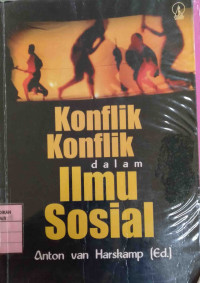 Konflik
Konflik
dalam
Ilmu
Sosial
Anton van Harskamp (Ed.)